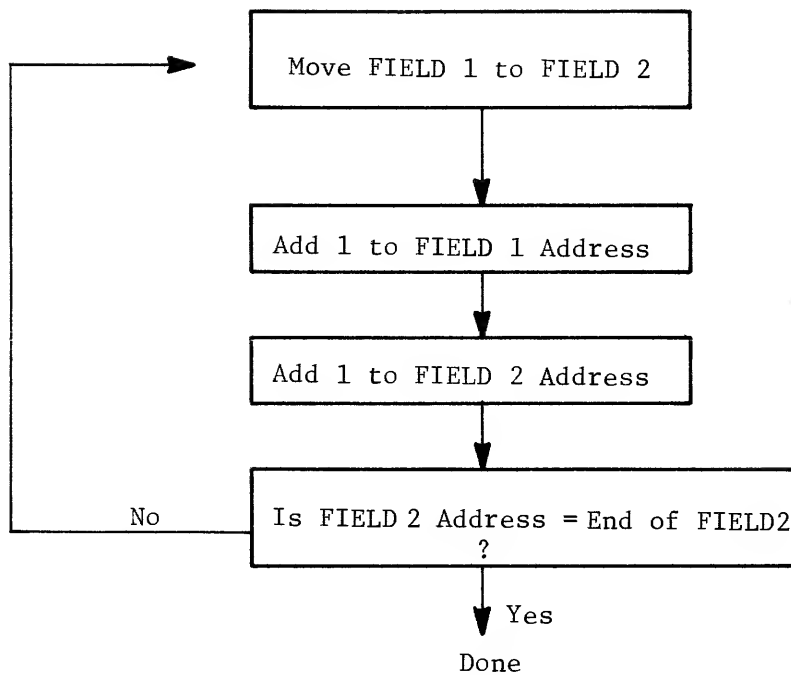 Move FIELD 1 to FIELD 2
Add 1 to FIELD 1 Address
Add 1 to FIELD 2 Address
Is FIELD 2 Address = End of FIELD2
?
No
Yes
Done